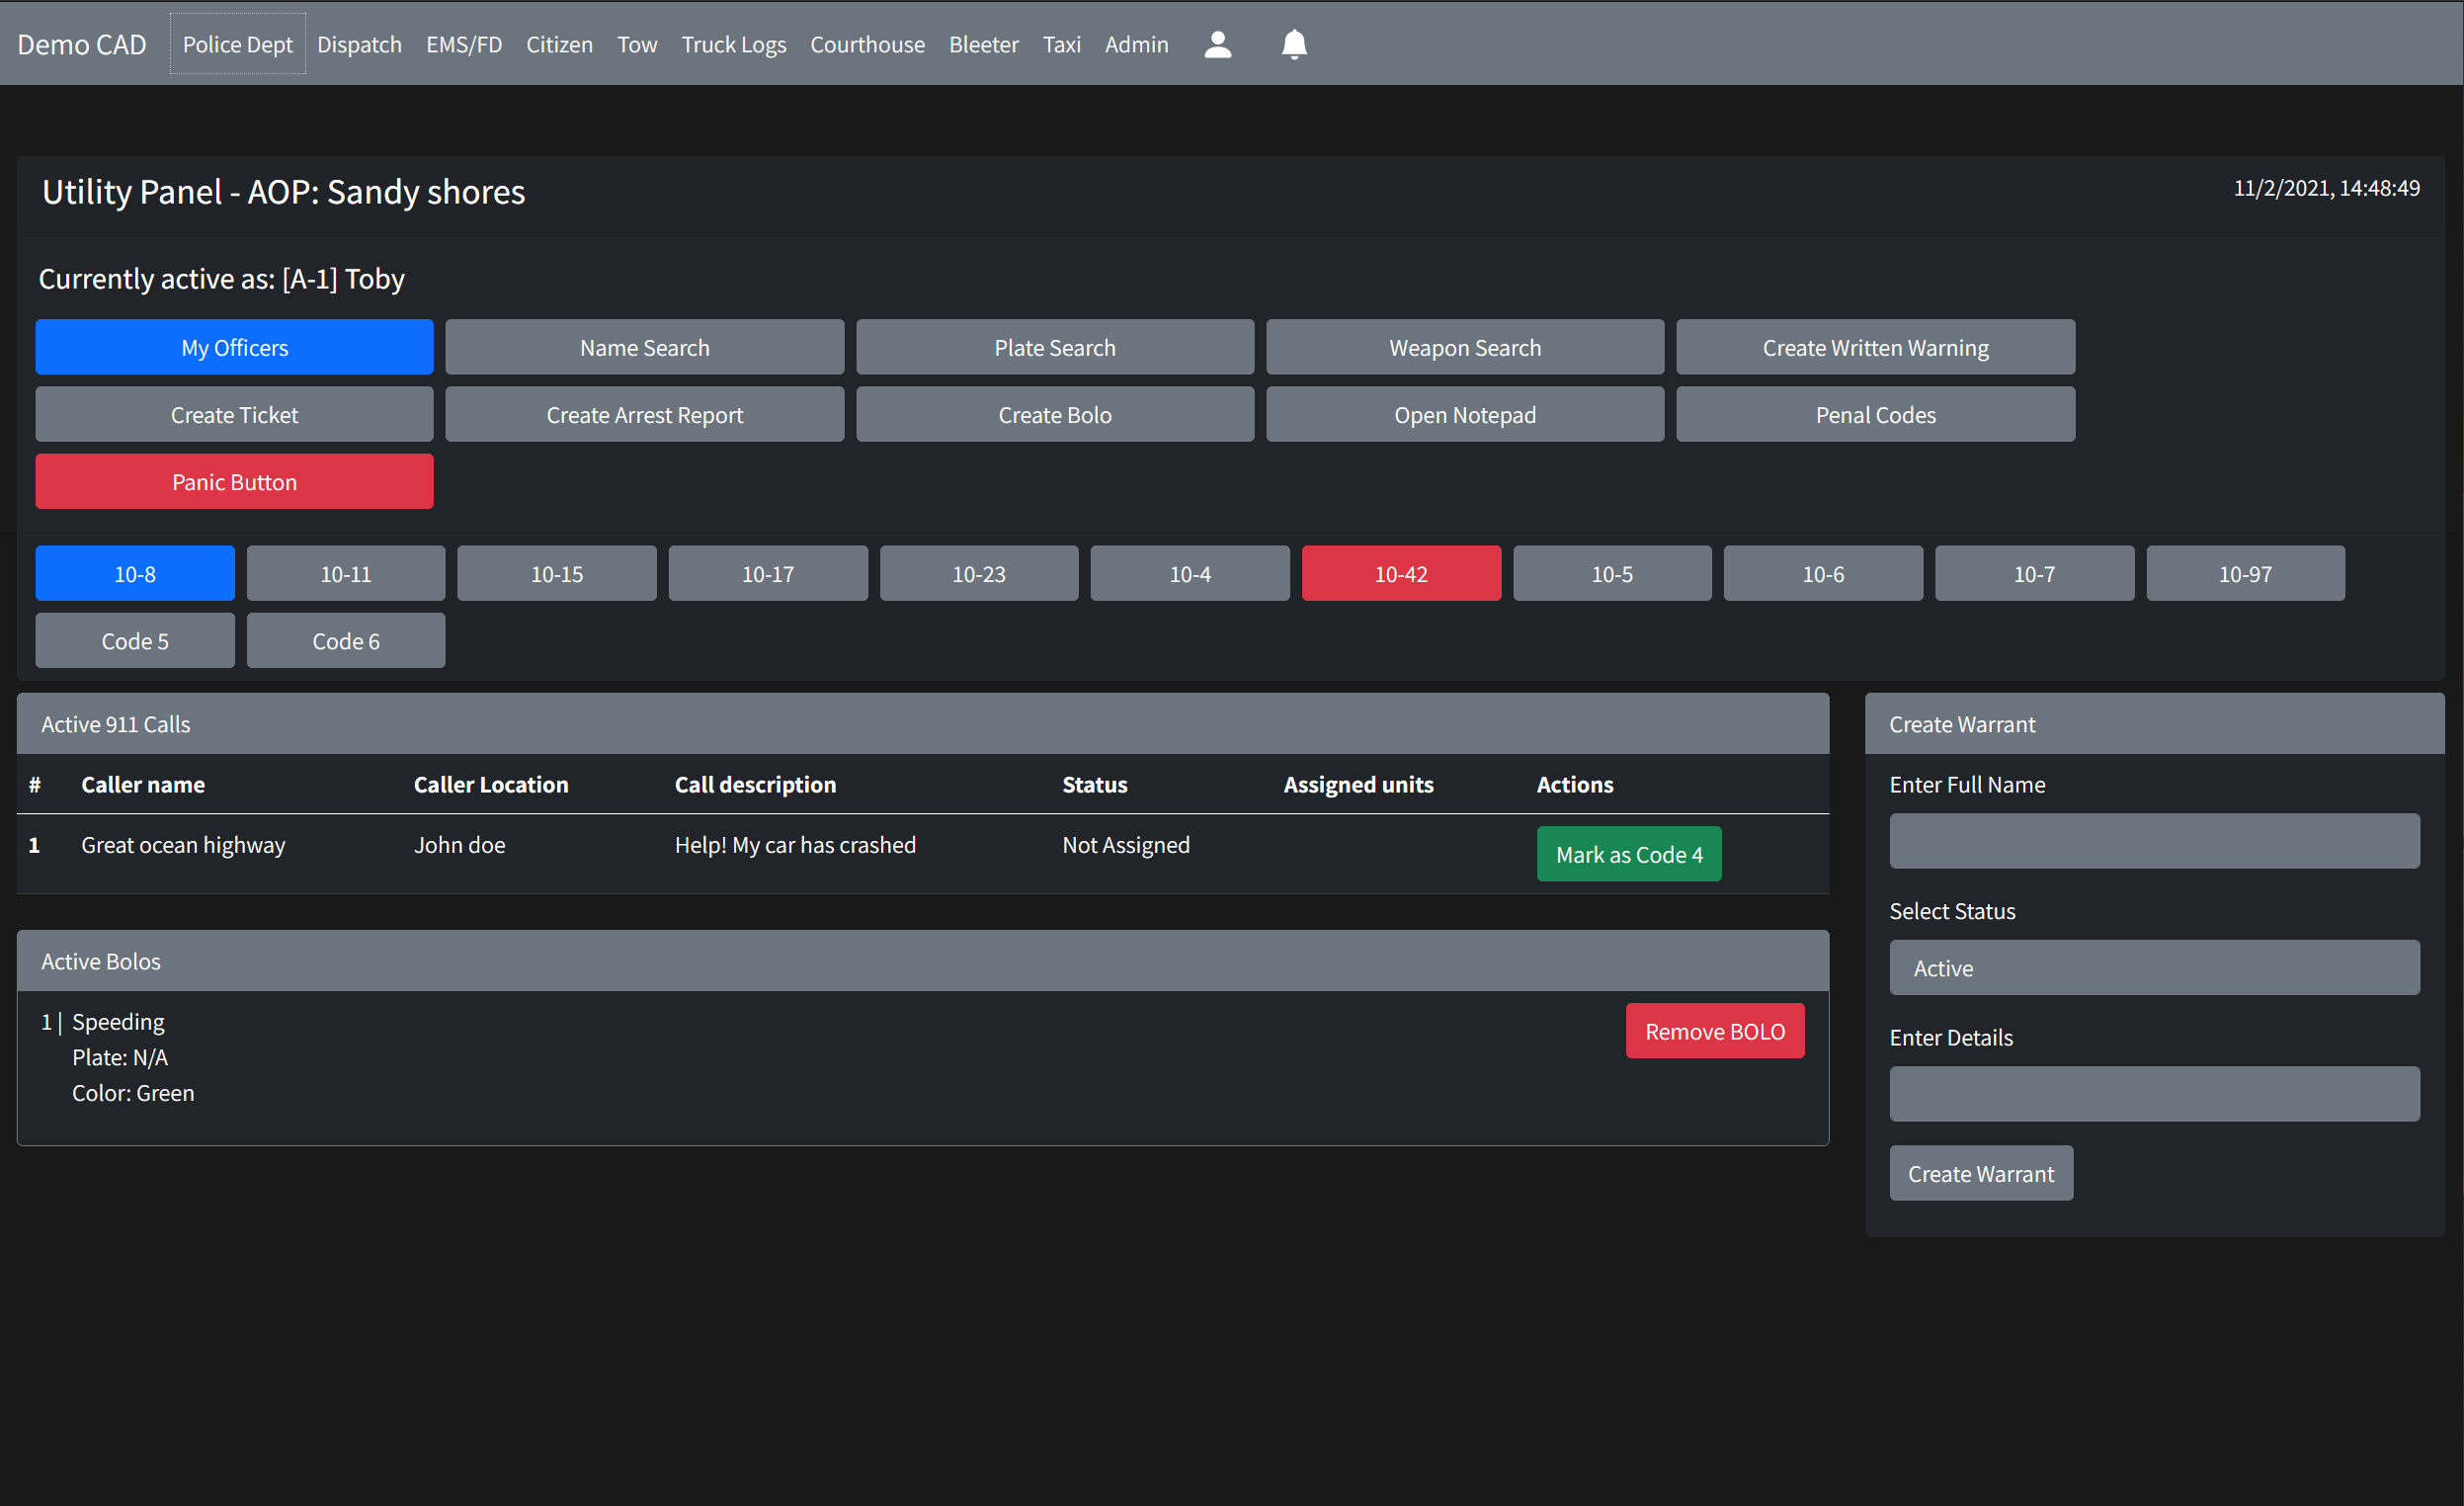 Demo CAD Police Dept Dispatch EMS/FD Citizen Tow Truck Logs Courthouse Bleeter Taxi Admin
Utility Panel - AOP: Sandy shores 11/2/2021, 14:48:49
Currently active as: [A-1] Toby
My Officers Name Search Plate Search Weapon Search Create Written Warning
Create Ticket Create Arrest Report Create Bolo Open Notepad Penal Codes
Panic Button
10-8 10-11 10-15 10-17 10-23 10-4 10-42 10-5 10-6 10-7 10-97
Code 5 Code 6
Active 911 Calls
# Caller name Caller Location Call description Status Assigned units Actions
1 Great ocean highway John doe Help! My car has crashed Not Assigned Mark as Code 4
Active Bolos
1 | Speeding Remove BOLO
Plate: N/A
Color: Green
Create Warrant
Enter Full Name
Select Status
Active
Enter Details
Create Warrant